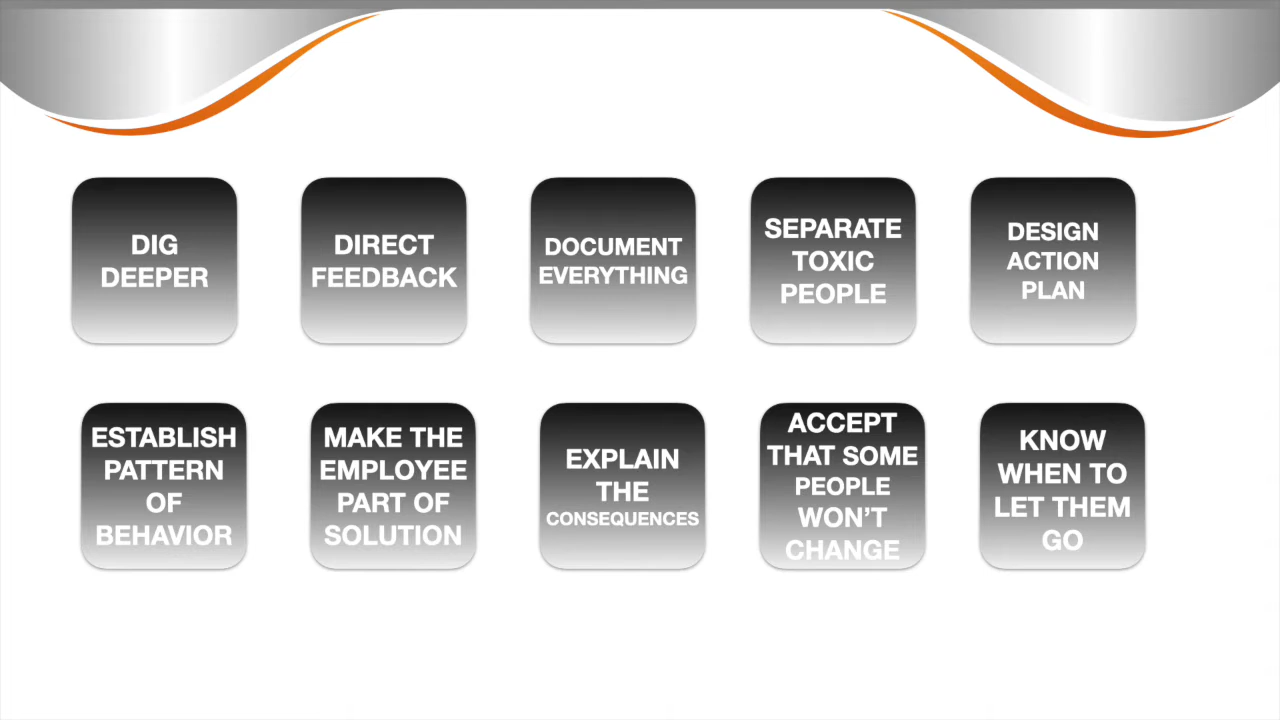 DIG
DEEPER
DIRECT
FEEDBACK
DOCUMENT
EVERYTHING
SEPARATE
TOXIC
PEOPLE
DESIGN
ACTION
PLAN
ESTABLISH
PATTERN
OF
BEHAVIOR
MAKE THE
EMPLOYEE
PART OF
SOLUTION
EXPLAIN
THE
CONSEQUENCES
ACCEPT
THAT SOME
PEOPLE
WON’T
CHANGE
KNOW
WHEN TO
LET THEM
GO